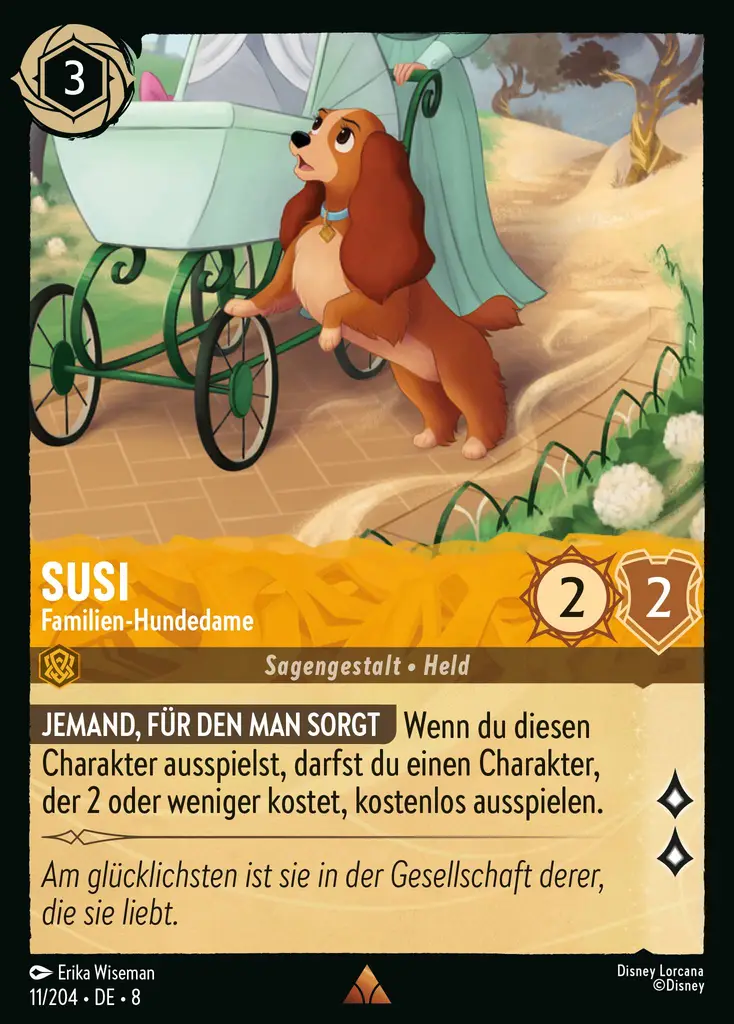 3
SUSI
Familien-Hundedame
2
2
Sagengestalt • Held
JEMAND, FÜR DEN MAN SORGT Wenn du diesen
Charakter ausspielst, darfst du einen Charakter,
der 2 oder weniger kostet, kostenlos ausspielen.
Am glücklichsten ist sie in der Gesellschaft derer,
die sie liebt.
Erika Wiseman
11/204 • DE • 8
Disney Lorcana
©Disney